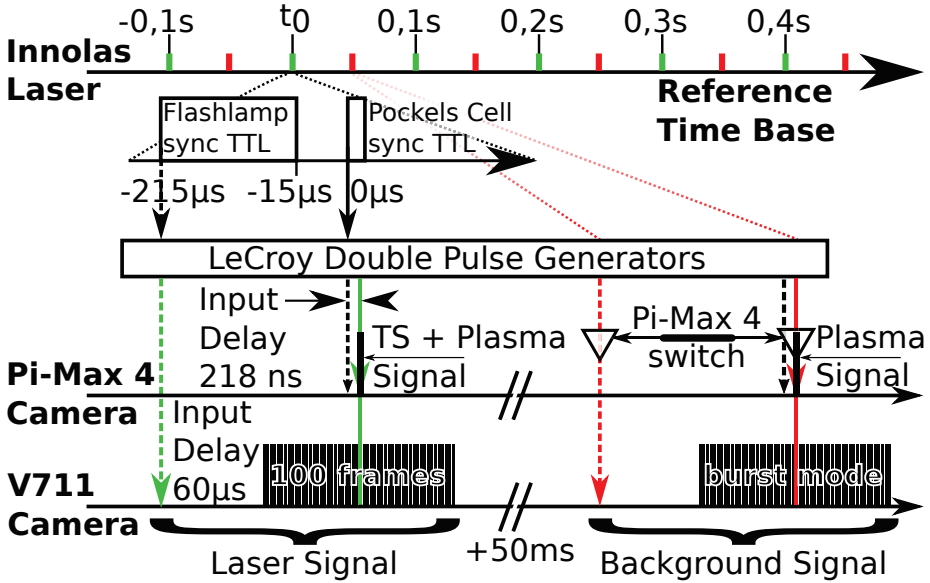 -0,1s t0 0,1s 0,2s 0,3s 0,4s
Innolas
Laser
Reference
Time Base
Flashlamp
sync TTL
Pockels Cell
sync TTL
-215µs -15µs 0µs
LeCroy Double Pulse Generators
Input
Delay
218 ns
TS + Plasma
Signal
Pi-Max 4
switch
Plasma
Signal
Pi-Max 4
Camera
Input
Delay
60µs
100 frames
burst mode
V711
Camera
+50ms
Laser Signal
Background Signal